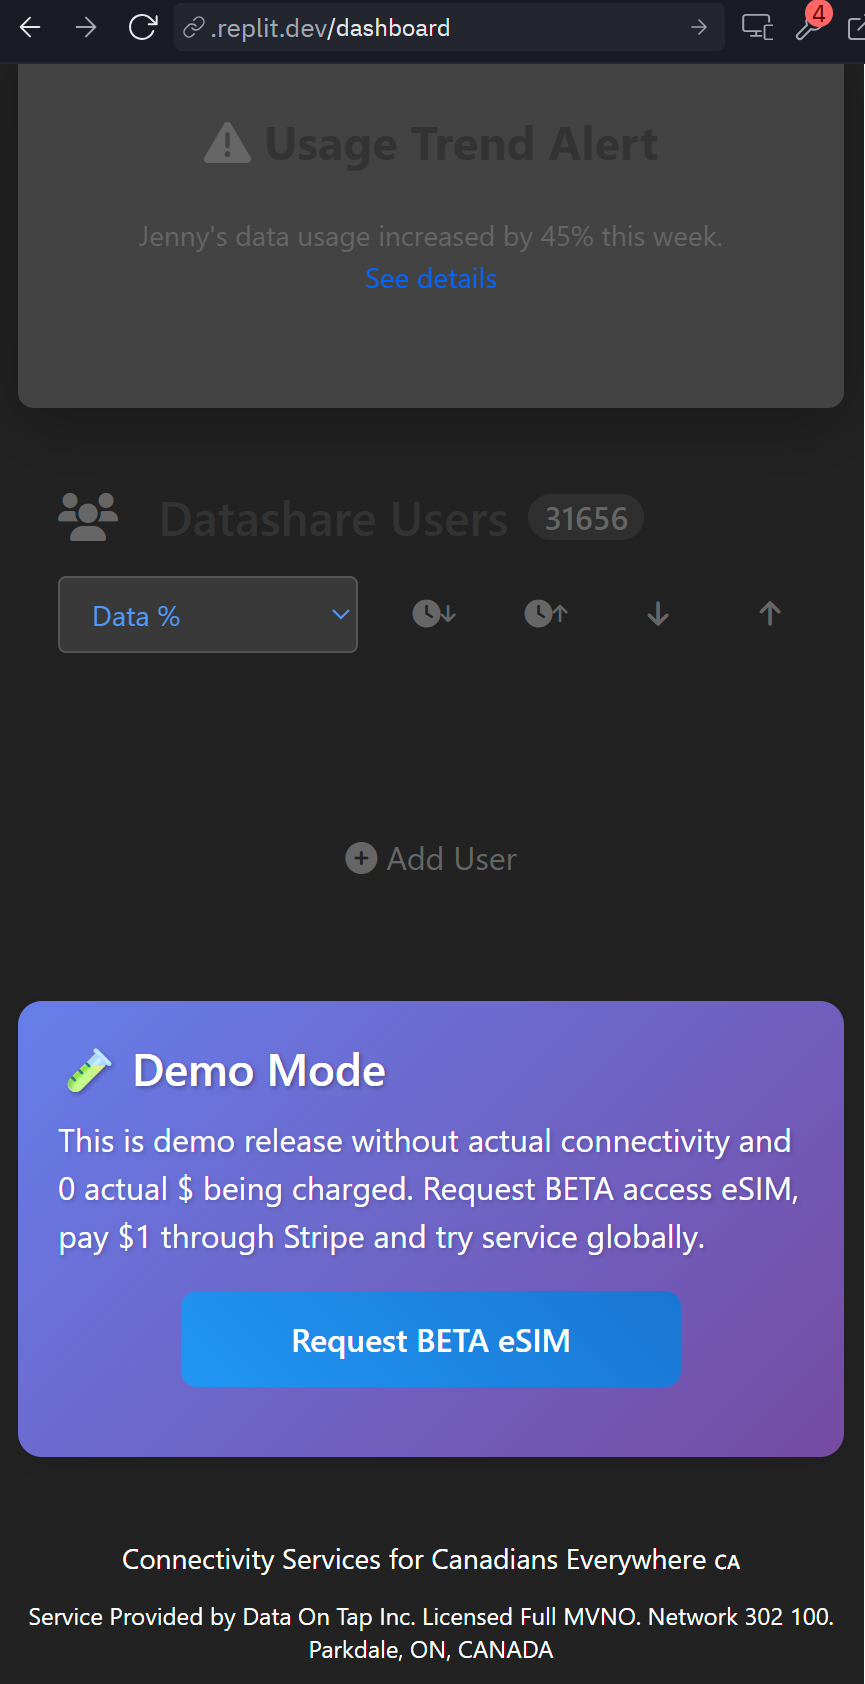 .replit.dev/dashboard
4
Usage Trend Alert
Jenny's data usage increased by 45% this week.
See details
Datashare Users 31656
Data %
Add User
Demo Mode
This is demo release without actual connectivity and
0 actual $ being charged. Request BETA access eSIM,
pay $1 through Stripe and try service globally.
Request BETA eSIM
Connectivity Services for Canadians Everywhere CA
Service Provided by Data On Tap Inc. Licensed Full MVNO. Network 302 100.
Parkdale, ON, CANADA